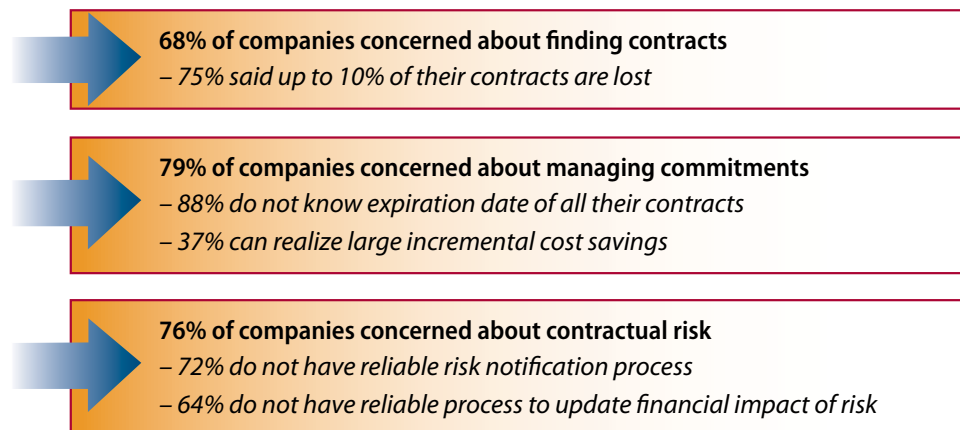 68% of companies concerned about finding contracts
– 75% said up to 10% of their contracts are lost
79% of companies concerned about managing commitments
– 88% do not know expiration date of all their contracts
– 37% can realize large incremental cost savings
76% of companies concerned about contractual risk
– 72% do not have reliable risk notification process
– 64% do not have reliable process to update financial impact of risk